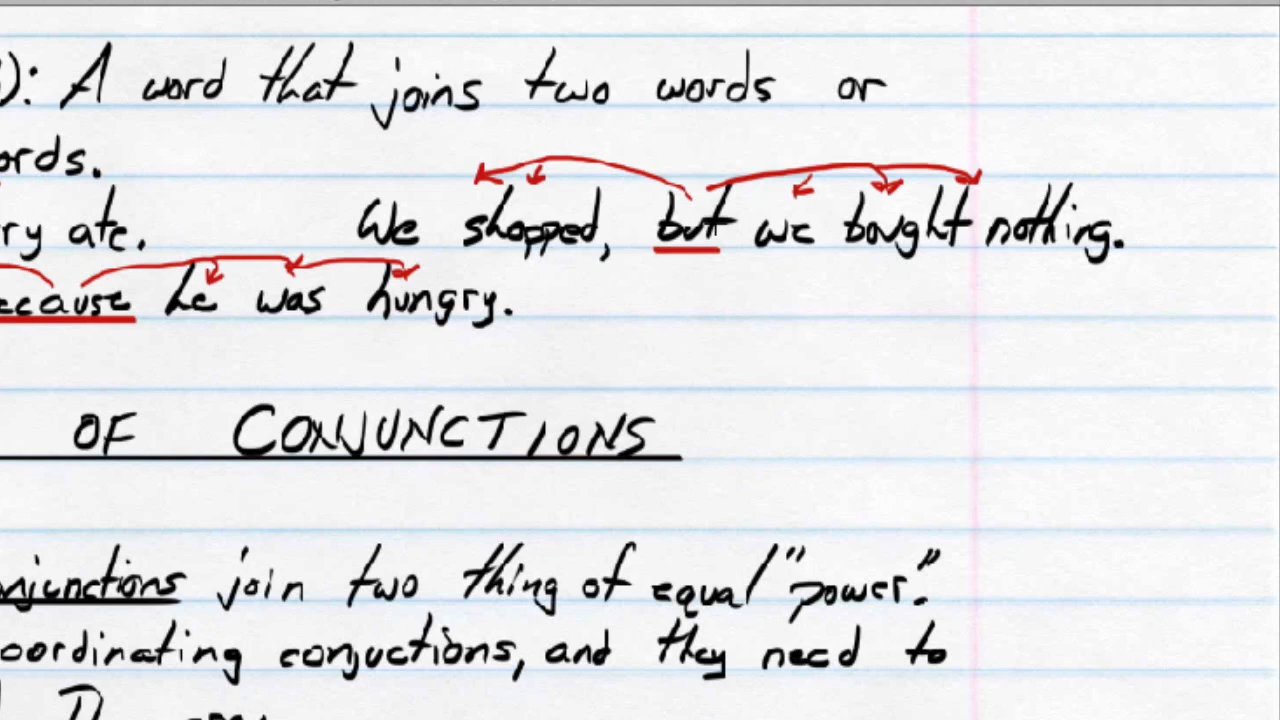 ): A word that joins two words or
ords.
ry ate. We shopped, but we bought nothing.
ecause he was hungry.
OF CONJUNCTIONS
njunctions join two thing of equal "power."
oordinating conjuctions, and they need to